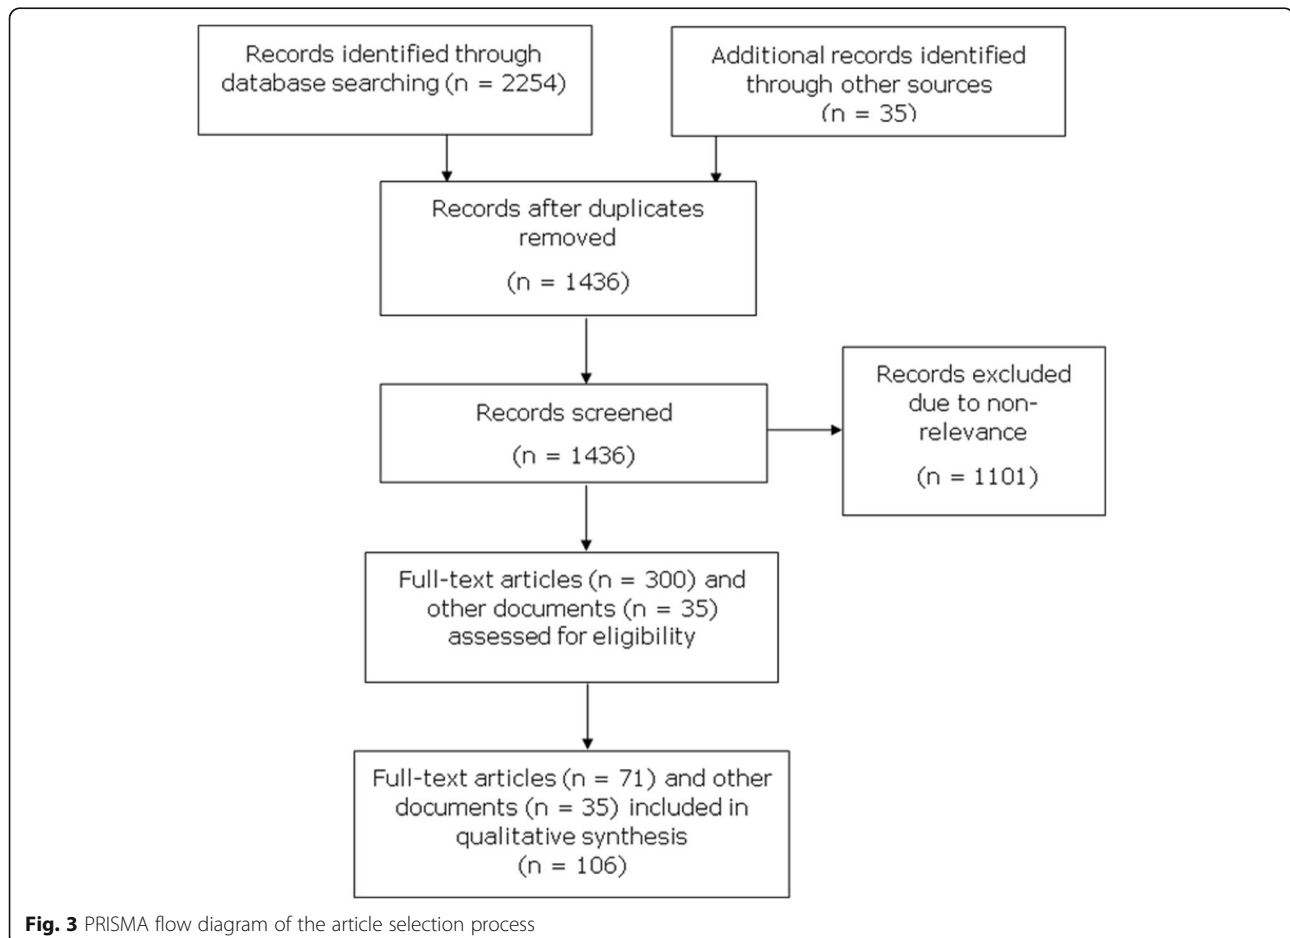 Records identified through
database searching (n = 2254)
Additional records identified
through other sources
(n = 35)
Records after duplicates
removed
(n = 1436)
Records screened
(n = 1436)
Records excluded
due to non-
relevance
(n = 1101)
Full-text articles (n = 300) and
other documents (n = 35)
assessed for eligibility
Full-text articles (n = 71) and other
documents (n = 35) included in
qualitative synthesis
(n = 106)
Fig. 3 PRISMA flow diagram of the article selection process